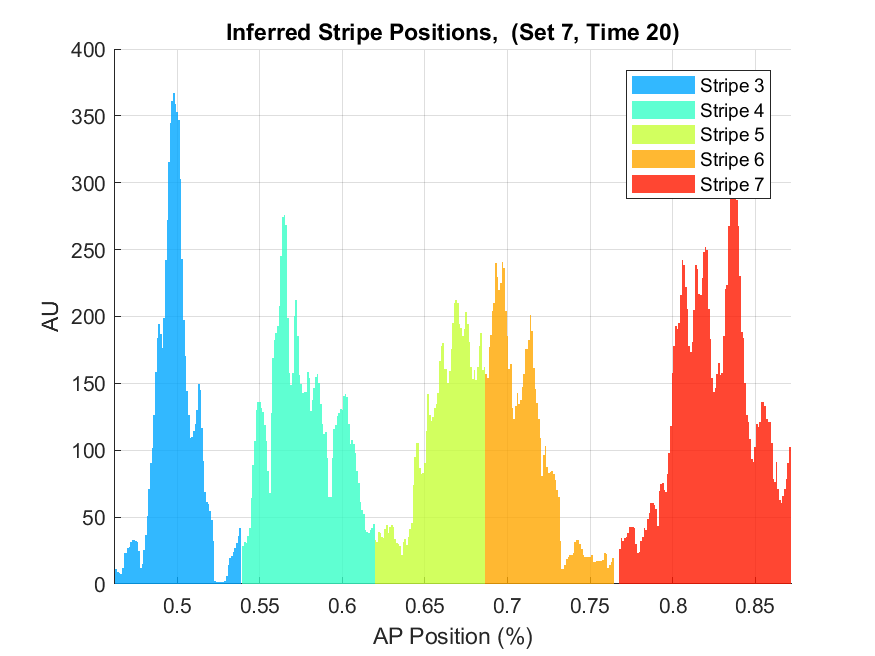 Inferred Stripe Positions,  (Set 7, Time 20)
400
350
300
250
200
150
100
50
0
AU
Stripe 3
Stripe 4
Stripe 5
Stripe 6
Stripe 7
0.5 0.55 0.6 0.65 0.7 0.75 0.8 0.85
AP Position (%)